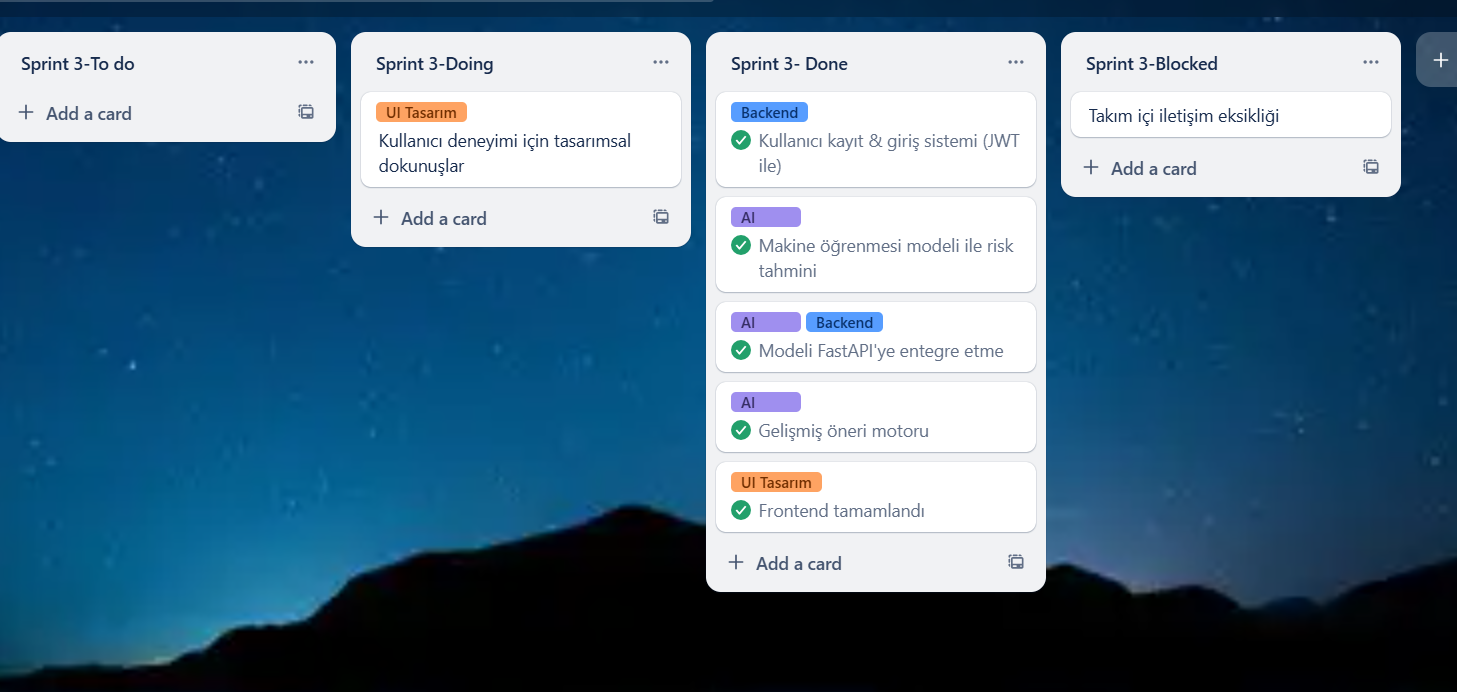 Sprint 3-To do
Add a card
Sprint 3-Doing
UI Tasarım
Kullanıcı deneyimi için tasarımsal
dokunuşlar
Add a card
Sprint 3- Done
Backend
Kullanıcı kayıt & giriş sistemi (JWT
ile)
AI
Makine öğrenmesi modeli ile risk
tahmini
AI Backend
Modeli FastAPI'ye entegre etme
AI
Gelişmiş öneri motoru
UI Tasarım
Frontend tamamlandı
Add a card
Sprint 3-Blocked
Takım içi iletişim eksikliği
Add a card